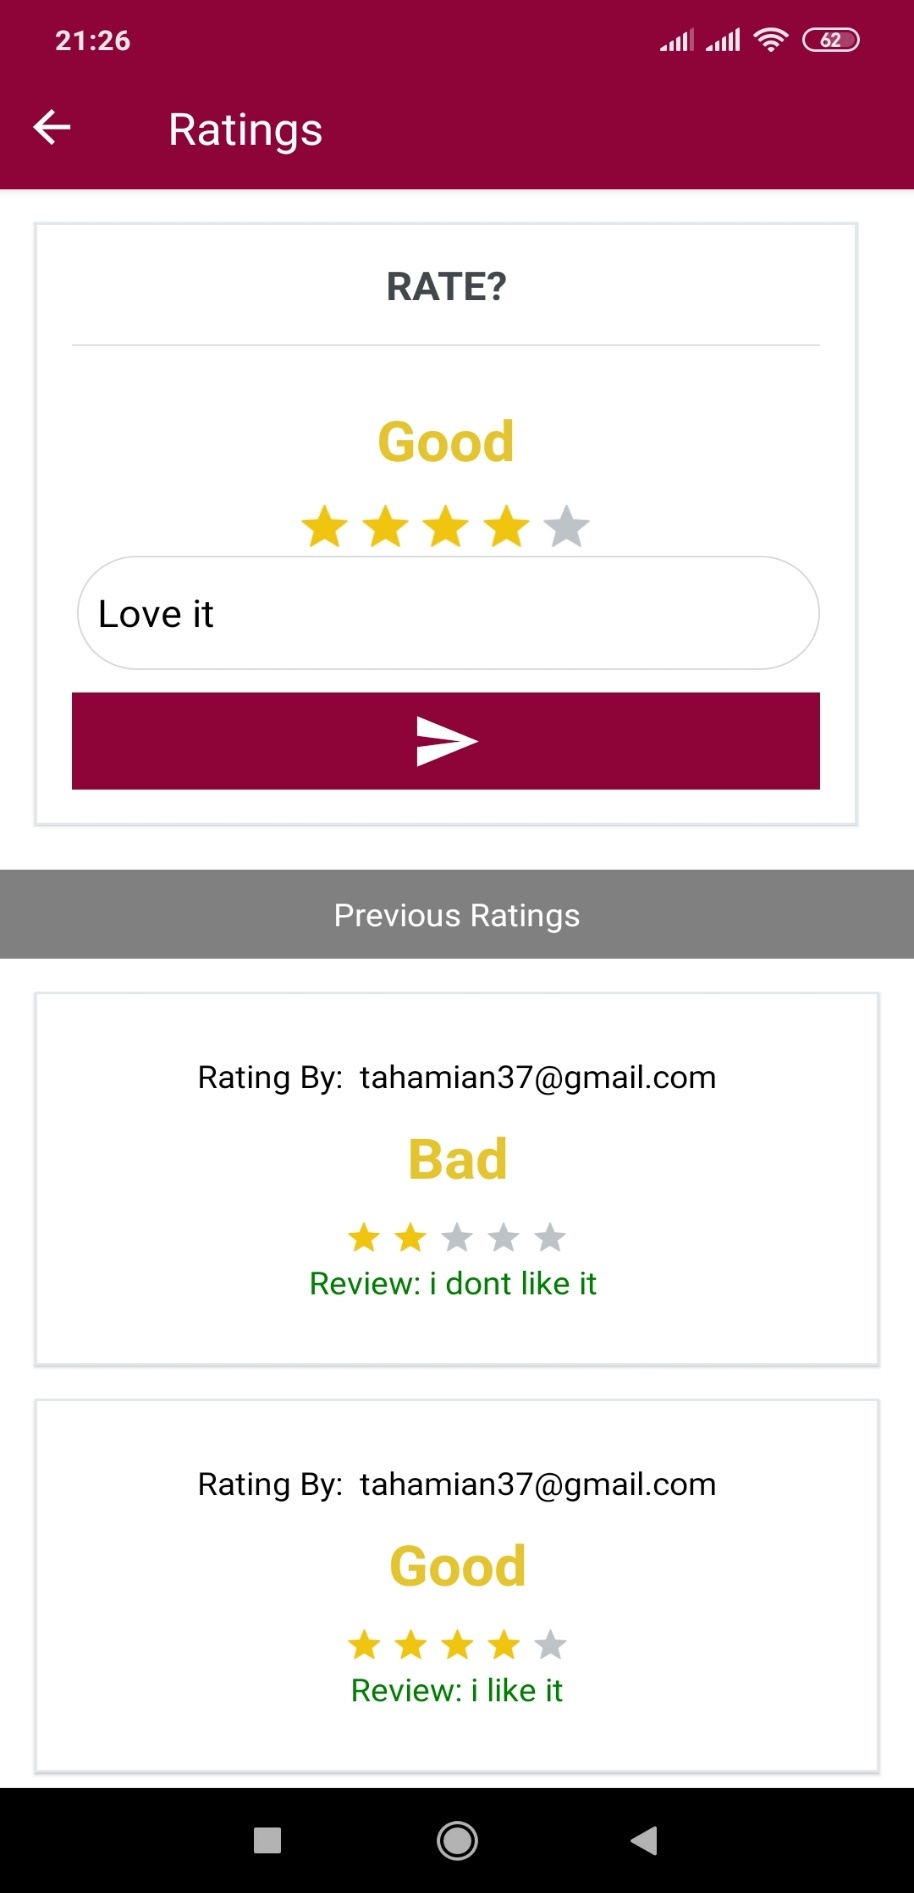 21:26
62
Ratings
RATE?
Good
Love it
Previous Ratings
Rating By: tahamian37@gmail.com
Bad
Review: i dont like it
Rating By: tahamian37@gmail.com
Good
Review: i like it